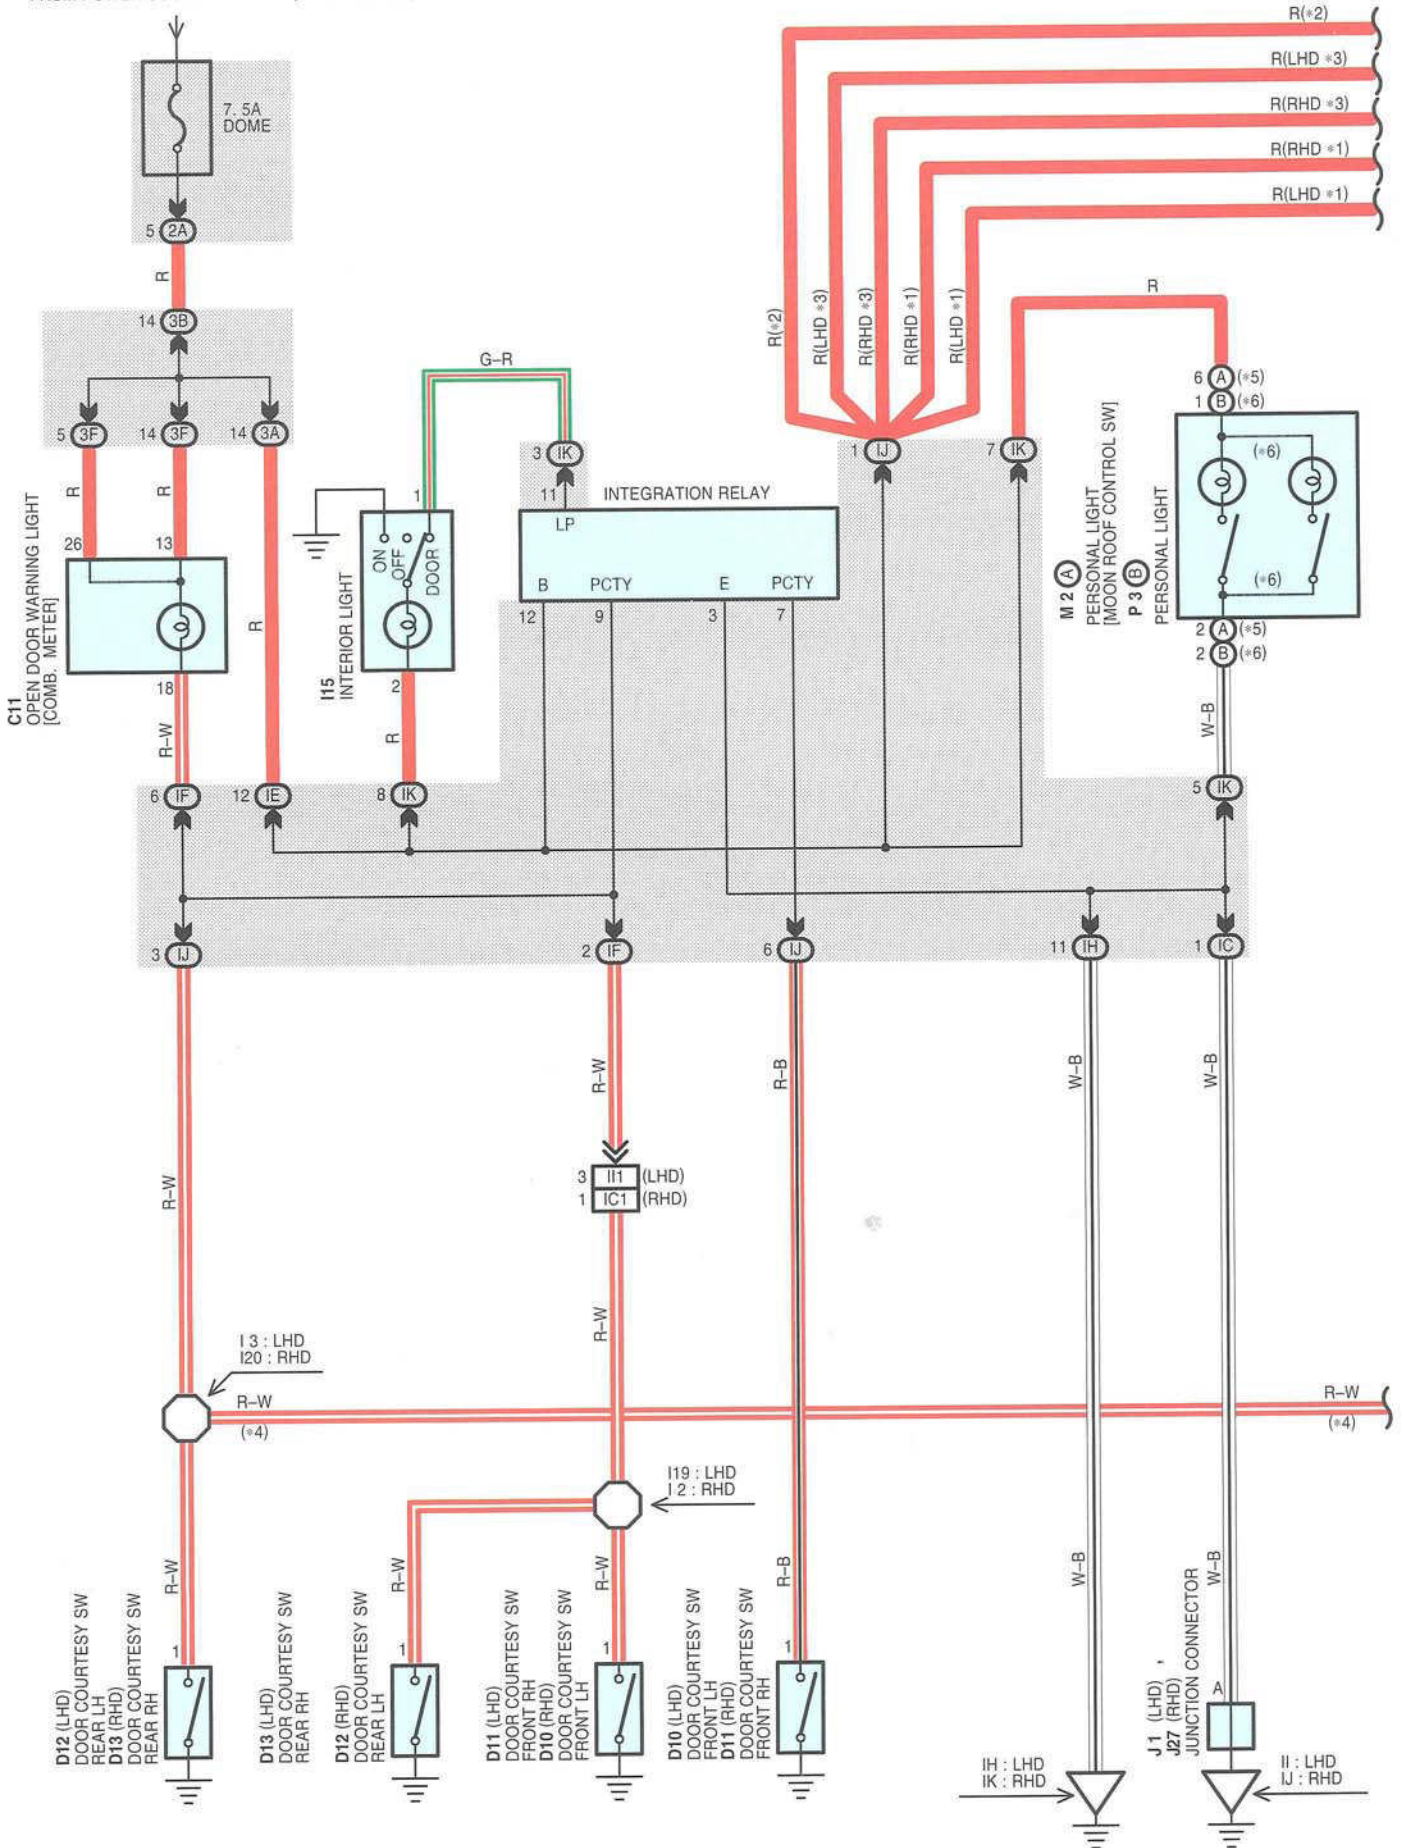 R(*2)
R(LHD *3)
R(RHD *3)
R(RHD *1)
R(LHD *1)
7. 5A
DOME
5 2A
R
14 3B
5 3F
14 3F
14 3A
R
R
R
26
13
18
C11
OPEN DOOR WARNING LIGHT
[COMB. METER]
R–W
G–R
3 IK
11
INTEGRATION RELAY
LP
B
PCTY
E
PCTY
12
9
3
7
1
ON
OFF
DOOR
I15
INTERIOR LIGHT
2
R
R(*2)
R(LHD *3)
R(RHD *3)
R(RHD *1)
R(LHD *1)
R
1 IJ
7 IK
6 A (*5)
1 B (*6)
(*6)
(*6)
M 2 A
PERSONAL LIGHT
[MOON ROOF CONTROL SW]
P 3 B
PERSONAL LIGHT
2 A (*5)
2 B (*6)
W–B
6 IF
12 IE
8 IK
5 IK
3 IJ
2 IF
6 IJ
11 IH
1 IC
R–W
R–W
R–B
W–B
W–B
3 II1 (LHD)
1 IC1 (RHD)
R–W
I 3 : LHD
I20 : RHD
R–W
(*4)
R–W
(*4)
I19 : LHD
I 2 : RHD
R–W
R–W
R–W
R–B
W–B
W–B
1
1
1
1
D12 (LHD)
DOOR COURTESY SW
REAR LH
D13 (RHD)
DOOR COURTESY SW
REAR RH
D13 (LHD)
DOOR COURTESY SW
REAR RH
D12 (RHD)
DOOR COURTESY SW
REAR LH
D11 (LHD)
DOOR COURTESY SW
FRONT RH
D10 (RHD)
DOOR COURTESY SW
FRONT LH
D10 (LHD)
DOOR COURTESY SW
FRONT LH
D11 (RHD)
DOOR COURTESY SW
FRONT RH
J 1 (LHD)
J27 (RHD)
JUNCTION CONNECTOR
A
IH : LHD
IK : RHD
II : LHD
IJ : RHD